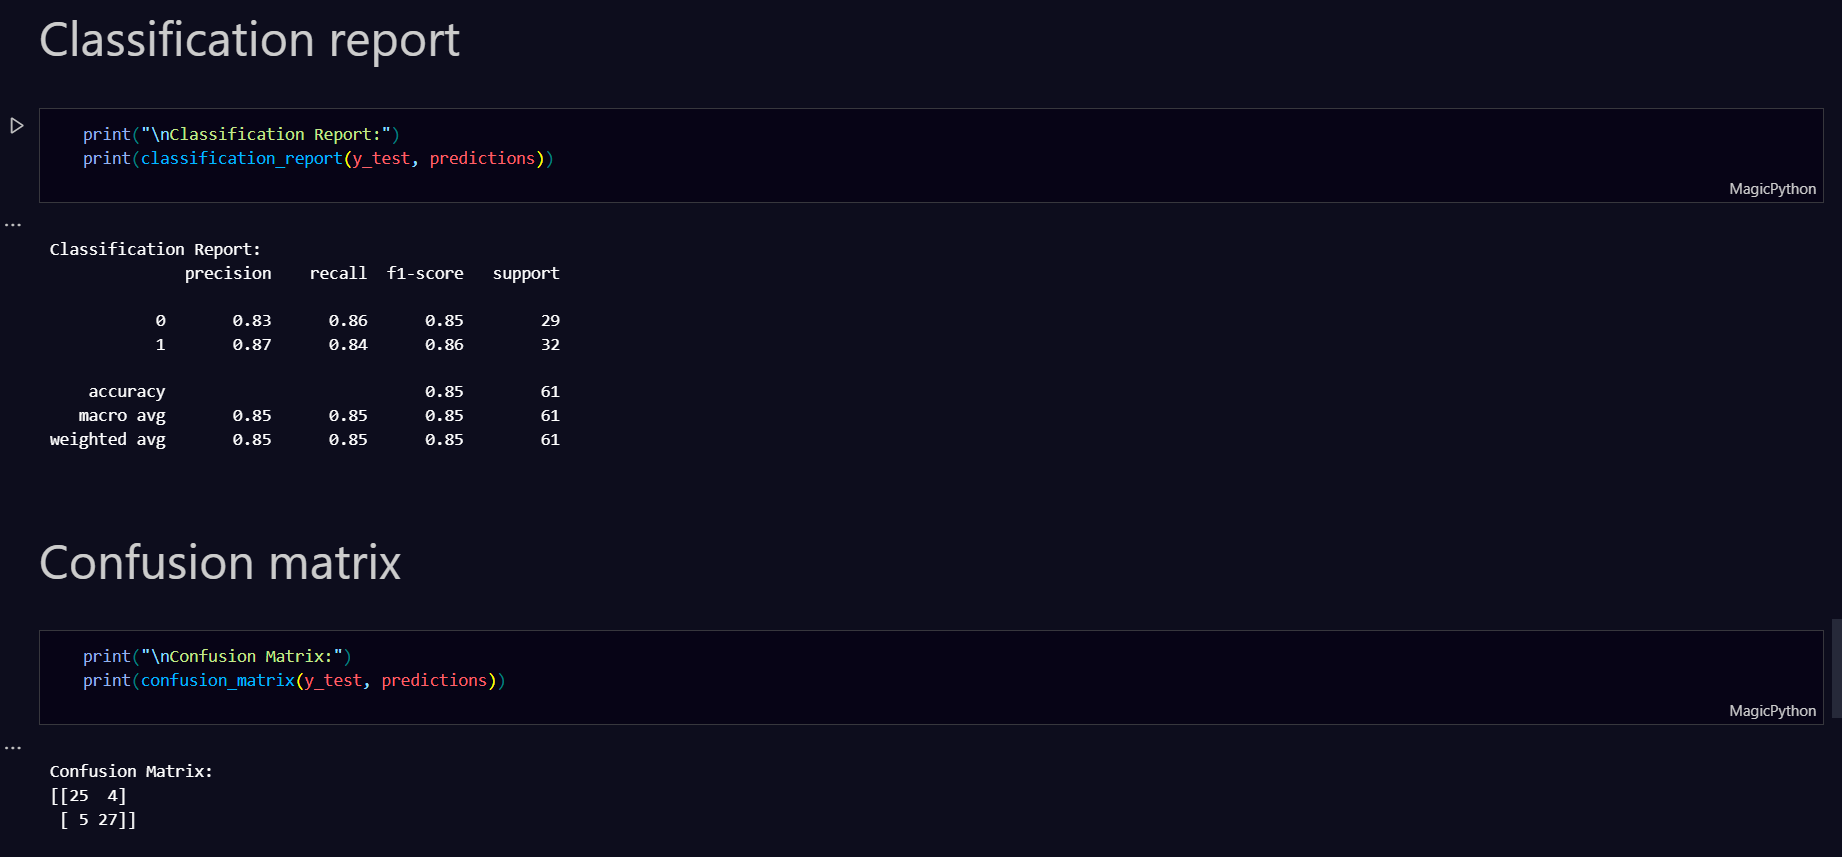 Classification report
print("\nClassification Report:")
print(classification_report(y_test, predictions))
MagicPython
Classification Report:
              precision    recall  f1-score   support

           0       0.83      0.86      0.85        29
           1       0.87      0.84      0.86        32

    accuracy                           0.85        61
   macro avg       0.85      0.85      0.85        61
weighted avg       0.85      0.85      0.85        61
Confusion matrix
print("\nConfusion Matrix:")
print(confusion_matrix(y_test, predictions))
MagicPython
Confusion Matrix:
[[25  4]
 [ 5 27]]